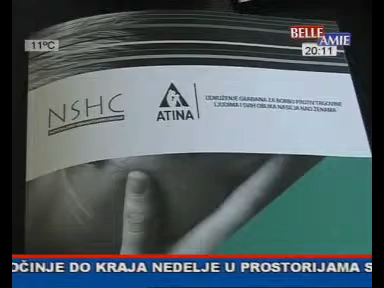 11°C
BELLE
AMIE
20:11
NSHC
ATINA
UDRUŽENJE GRAĐANA ZA BORBU PROTIV TRGOVINE
LJUDIMA I SVIH OBLIKA NASILJA NAD ŽENAMA
OČINJE DO KRAJA NEDELJE U PROSTORIJAMA S